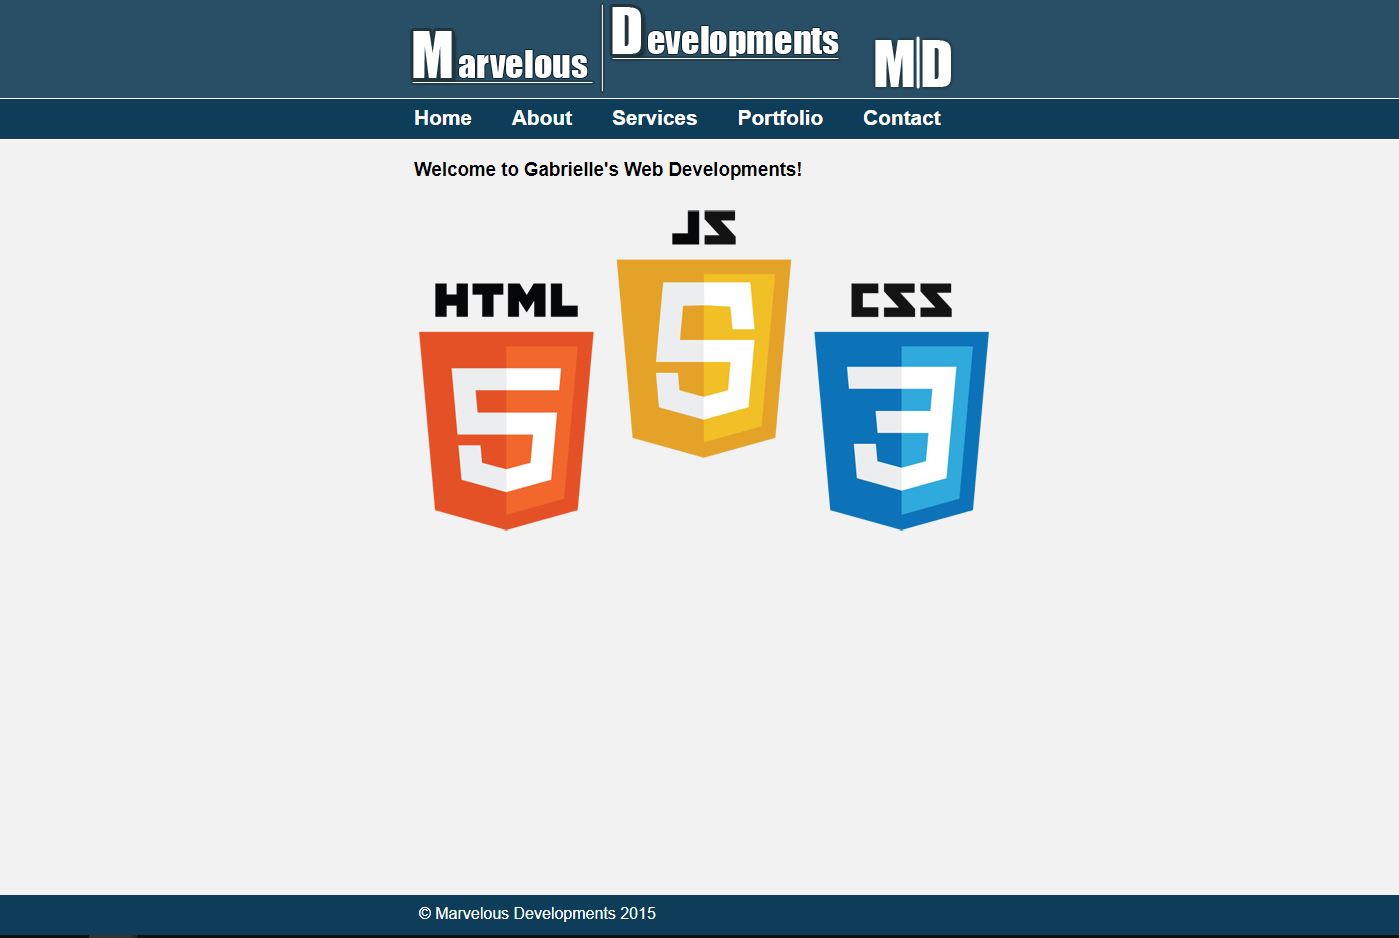 Marvelous
Developments
M|D
Home About Services Portfolio Contact
Welcome to Gabrielle's Web Developments!
JS
HTML
CSS
5
5
3
© Marvelous Developments 2015